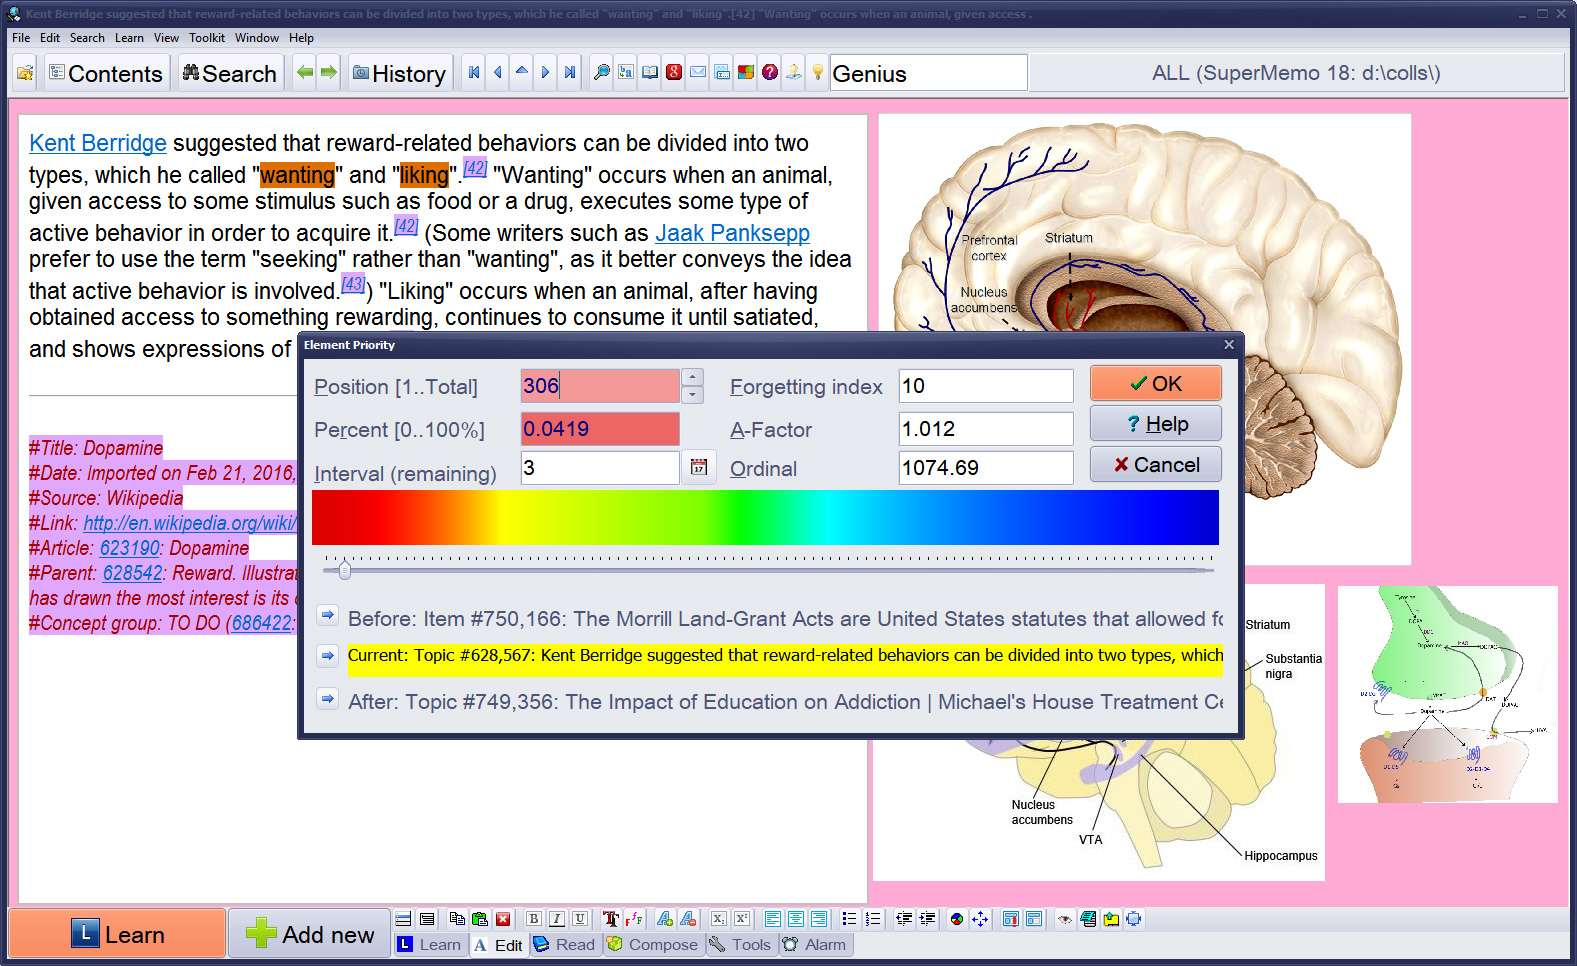 Kent Berridge suggested that reward-related behaviors can be divided into two types, which he called "wanting" and "liking".[42] "Wanting" occurs when an animal, given access .
File Edit Search Learn View Toolkit Window Help
Contents Search History Genius ALL (SuperMemo 18: d:\colls\)
Kent Berridge suggested that reward-related behaviors can be divided into two
types, which he called "wanting" and "liking".[42] "Wanting" occurs when an animal,
given access to some stimulus such as food or a drug, executes some type of
active behavior in order to acquire it.[42] (Some writers such as Jaak Panksepp
prefer to use the term "seeking" rather than "wanting", as it better conveys the idea
that active behavior is involved.[43]) "Liking" occurs when an animal, after having
obtained access to something rewarding, continues to consume it until satiated,
and shows expressions of
#Title: Dopamine
#Date: Imported on Feb 21, 2016,
#Source: Wikipedia
#Link: http://en.wikipedia.org/wiki/
#Article: 623190: Dopamine
#Parent: 628542: Reward. Illustrat
has drawn the most interest is its
#Concept group: TO DO (686422:
Prefrontal
cortex
Striatum
Nucleus
accumbens
Element Priority
Position [1..Total] 306 Forgetting index 10 OK
Percent [0..100%] 0.0419 A-Factor 1.012 Help
Interval (remaining) 3 17 Ordinal 1074.69 Cancel
Before: Item #750,166: The Morrill Land-Grant Acts are United States statutes that allowed fo
Current: Topic #628,567: Kent Berridge suggested that reward-related behaviors can be divided into two types, which
After: Topic #749,356: The Impact of Education on Addiction | Michael's House Treatment Ce
Striatum
Substantia
nigra
Nucleus
accumbens
VTA
Hippocampus
Tyrosine
DOPA
Dopamine
MAO
DOPAC
DAT
Dopamine
HVA
L Learn Add new
B I U
L Learn A Edit Read Compose Tools Alarm